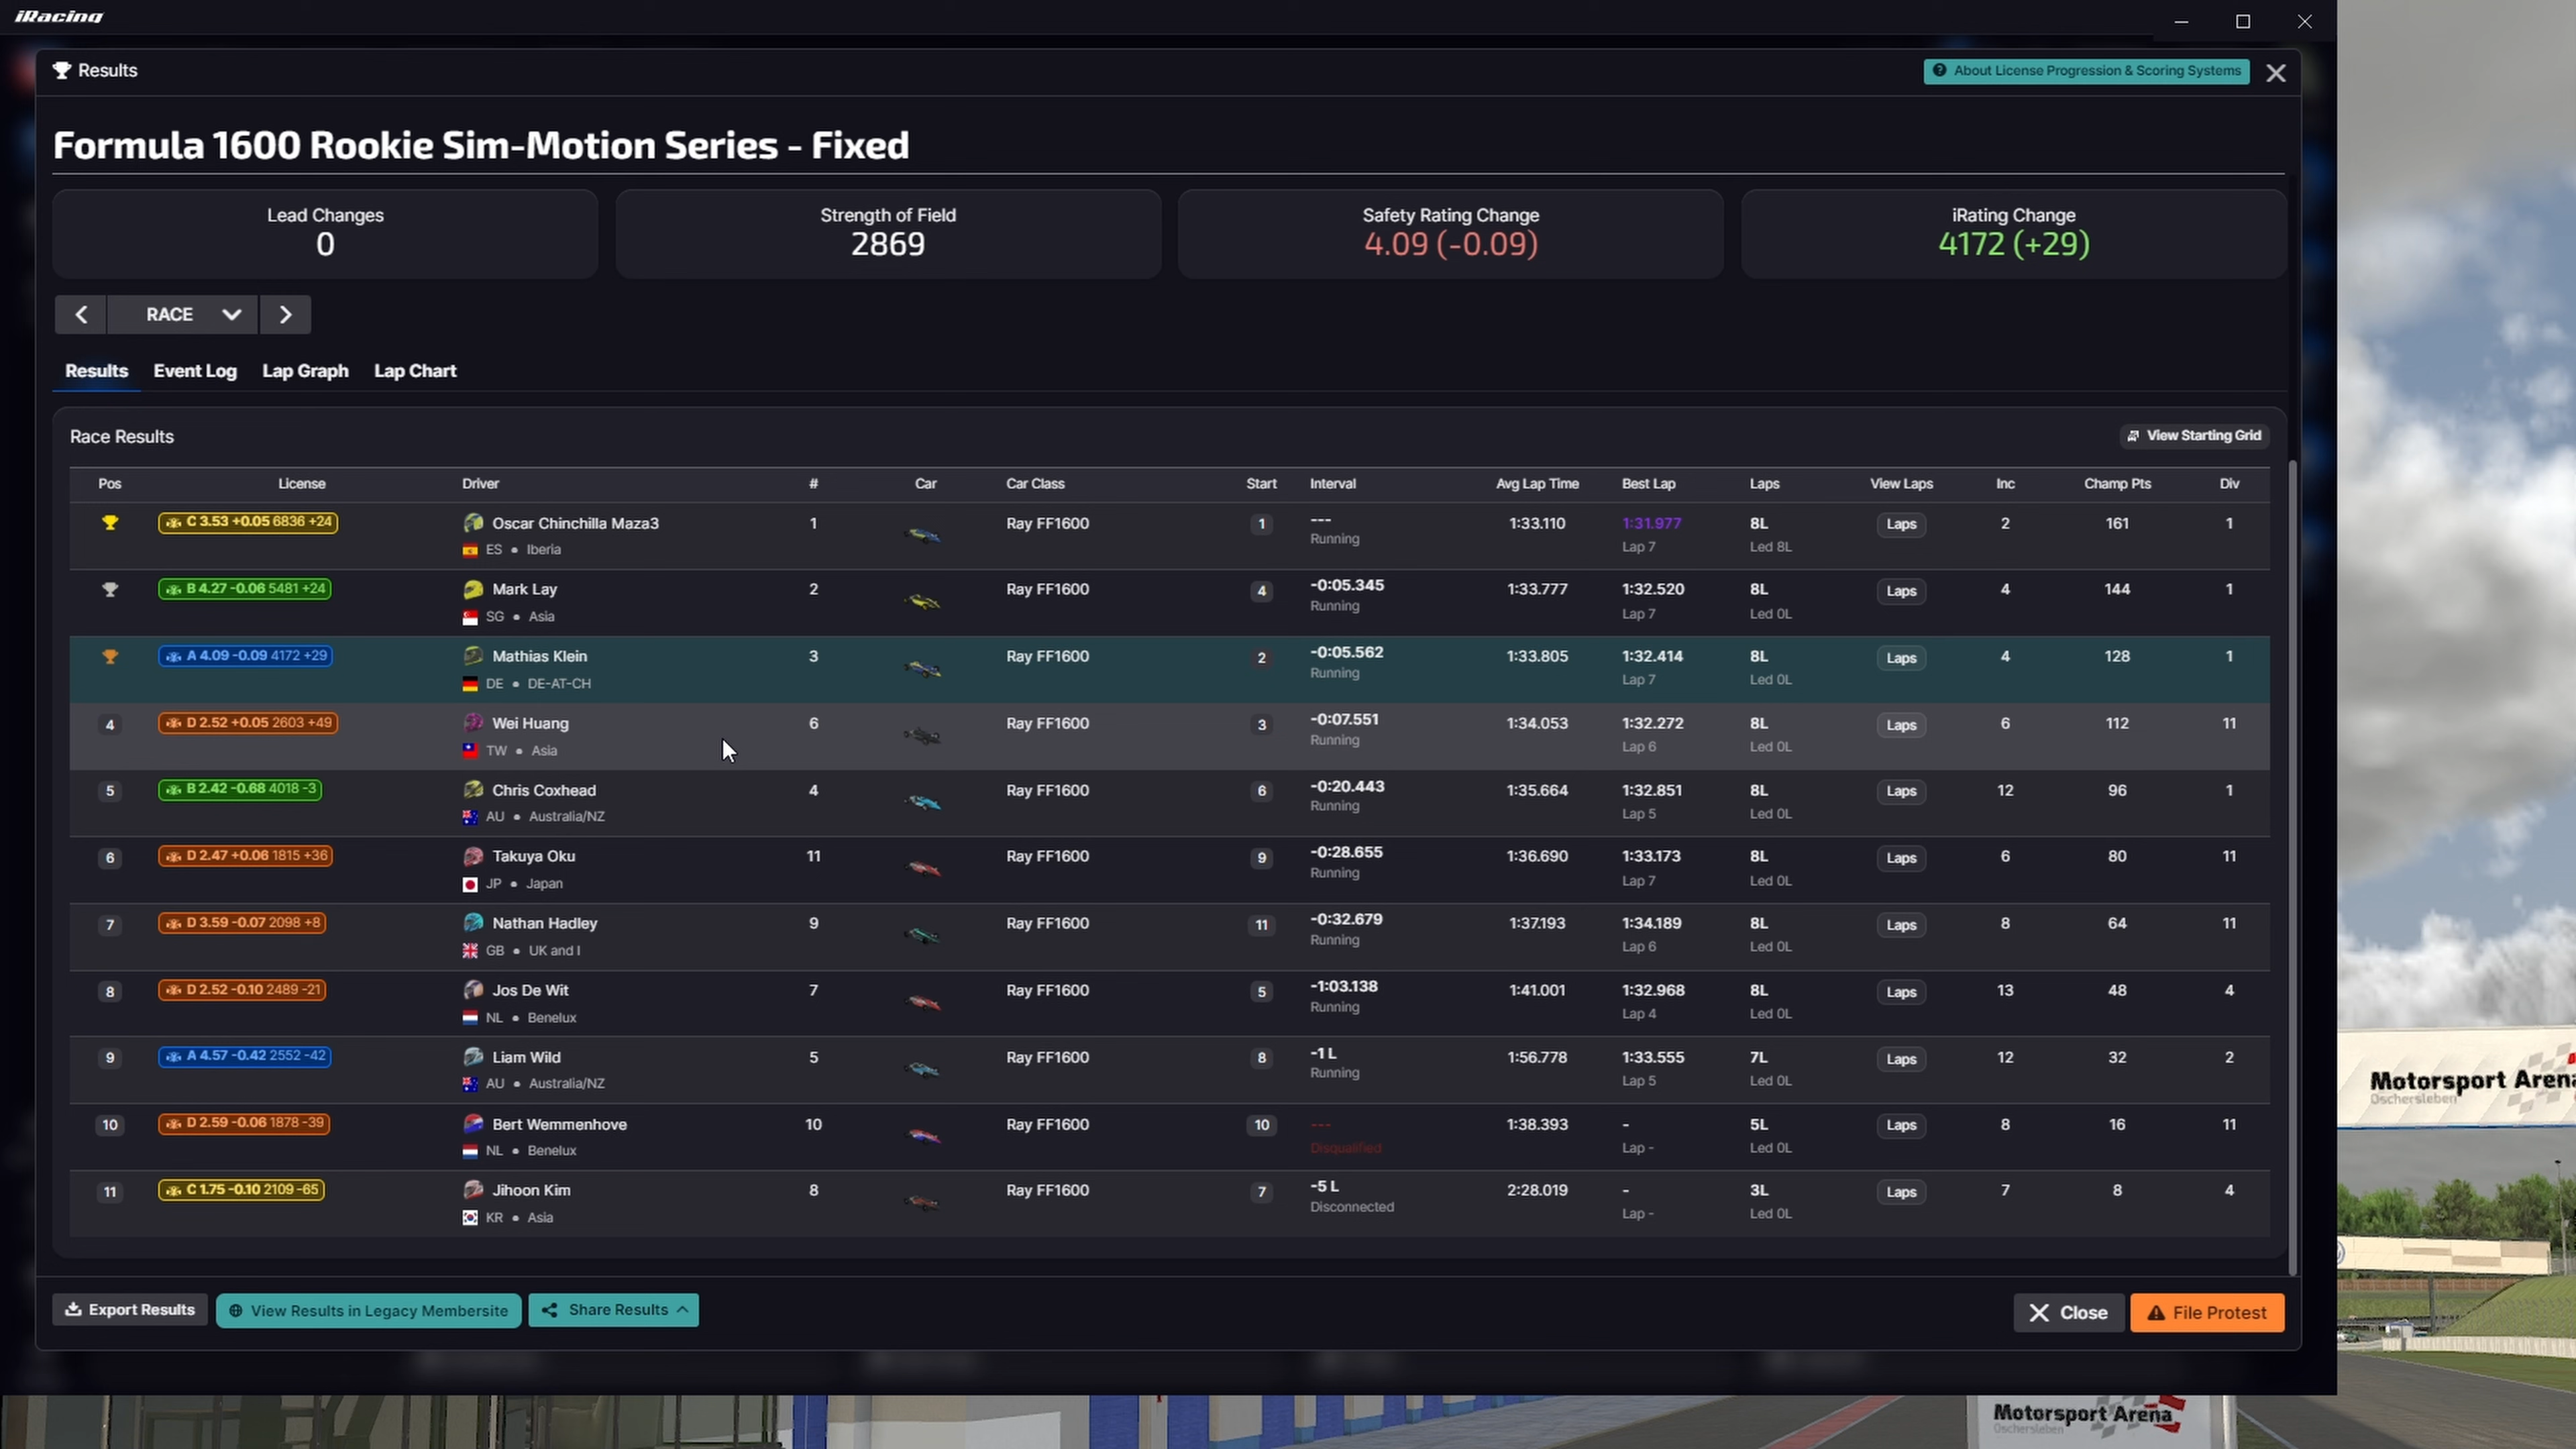 iRacing
Results
About License Progression & Scoring Systems
Formula 1600 Rookie Sim-Motion Series - Fixed
Lead Changes
0
Strength of Field
2869
Safety Rating Change
4.09 (-0.09)
iRating Change
4172 (+29)
RACE
Results Event Log Lap Graph Lap Chart
Race Results
View Starting Grid
Pos License Driver # Car Car Class Start Interval Avg Lap Time Best Lap Laps View Laps Inc Champ Pts Div
C 3.53 +0.05 6836 +24 Oscar Chinchilla Maza3 1 Ray FF1600 1 --- 1:33.110 1:31.977 8L Laps 2 161 1
ES • Iberia Running Lap 7 Led 8L
B 4.27 -0.06 5481 +24 Mark Lay 2 Ray FF1600 4 -0:05.345 1:33.777 1:32.520 8L Laps 4 144 1
SG • Asia Running Lap 7 Led 0L
A 4.09 -0.09 4172 +29 Mathias Klein 3 Ray FF1600 2 -0:05.562 1:33.805 1:32.414 8L Laps 4 128 1
DE • DE-AT-CH Running Lap 7 Led 0L
4 D 2.52 +0.05 2603 +49 Wei Huang 6 Ray FF1600 3 -0:07.551 1:34.053 1:32.272 8L Laps 6 112 11
TW • Asia Running Lap 6 Led 0L
5 B 2.42 -0.68 4018 -3 Chris Coxhead 4 Ray FF1600 6 -0:20.443 1:35.664 1:32.851 8L Laps 12 96 1
AU • Australia/NZ Running Lap 5 Led 0L
6 D 2.47 +0.06 1815 +36 Takuya Oku 11 Ray FF1600 9 -0:28.655 1:36.690 1:33.173 8L Laps 6 80 11
JP • Japan Running Lap 7 Led 0L
7 D 3.59 -0.07 2098 +8 Nathan Hadley 9 Ray FF1600 11 -0:32.679 1:37.193 1:34.189 8L Laps 8 64 11
GB • UK and I Running Lap 6 Led 0L
8 D 2.52 -0.10 2489 -21 Jos De Wit 7 Ray FF1600 5 -1:03.138 1:41.001 1:32.968 8L Laps 13 48 4
NL • Benelux Running Lap 4 Led 0L
9 A 4.57 -0.42 2552 -42 Liam Wild 5 Ray FF1600 8 -1 L 1:56.778 1:33.555 7L Laps 12 32 2
AU • Australia/NZ Running Lap 5 Led 0L
10 D 2.59 -0.06 1878 -39 Bert Wemmenhove 10 Ray FF1600 10 --- 1:38.393 - 5L Laps 8 16 11
NL • Benelux Disqualified Lap - Led 0L
11 C 1.75 -0.10 2109 -65 Jihoon Kim 8 Ray FF1600 7 -5 L 2:28.019 - 3L Laps 7 8 4
KR • Asia Disconnected Lap - Led 0L
Export Results View Results in Legacy Membersite Share Results Close File Protest
Motorsport Arena
Oschersleben
Motorsport Arena
Oschersleben